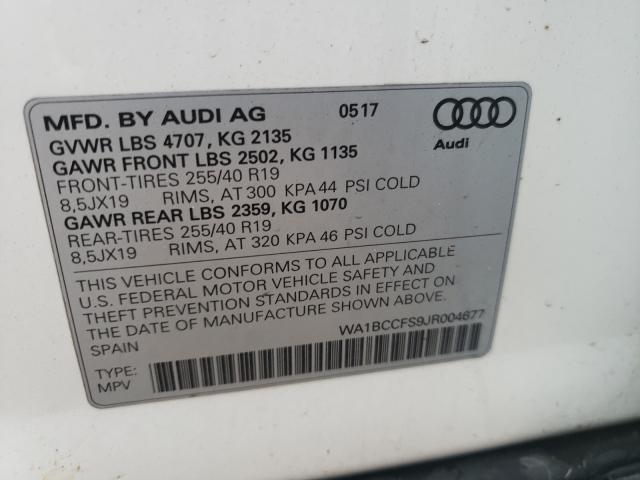 MFD. BY AUDI AG 0517
Audi
GVWR LBS 4707, KG 2135
GAWR FRONT LBS 2502, KG 1135
FRONT-TIRES 255/40 R19
8,5JX19 RIMS, AT 300 KPA 44 PSI COLD
GAWR REAR LBS 2359, KG 1070
REAR-TIRES 255/40 R19
8,5JX19 RIMS, AT 320 KPA 46 PSI COLD
THIS VEHICLE CONFORMS TO ALL APPLICABLE
U.S. FEDERAL MOTOR VEHICLE SAFETY AND
THEFT PREVENTION STANDARDS IN EFFECT ON
THE DATE OF MANUFACTURE SHOWN ABOVE.
SPAIN WA1BCCFS9JR004677
TYPE:
MPV